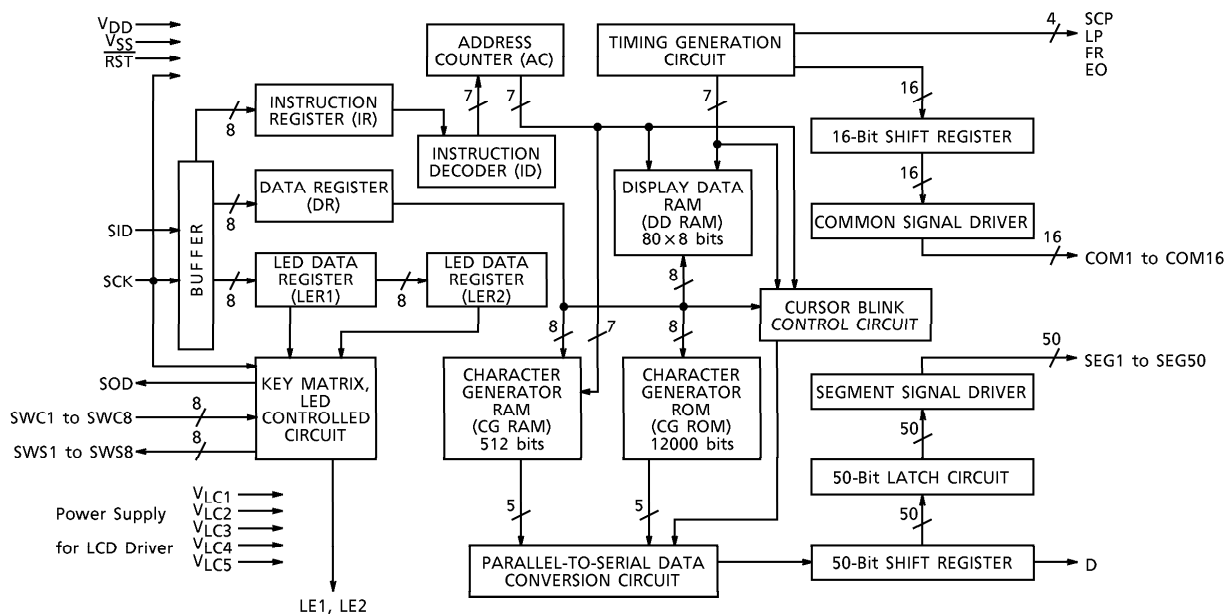 VDD
VSS
RST
ADDRESS
COUNTER (AC)
TIMING GENERATION
CIRCUIT
4
SCP
LP
FR
EO
7
7
7
16
8
INSTRUCTION
REGISTER (IR)
INSTRUCTION
DECODER (ID)
16-Bit SHIFT REGISTER
16
BUFFER
8
DATA REGISTER
(DR)
DISPLAY DATA
RAM
(DD RAM)
80×8 bits
COMMON SIGNAL DRIVER
16
COM1 to COM16
SID
SCK
8
LED DATA
REGISTER
(LER1)
8
LED DATA
REGISTER
(LER2)
8
CURSOR BLINK
CONTROL CIRCUIT
8
7
8
50
SEG1 to SEG50
SOD
SWC1 to SWC8
8
SWS1 to SWS8
8
KEY MATRIX,
LED
CONTROLLED
CIRCUIT
CHARACTER
GENERATOR
RAM
(CG RAM)
512 bits
CHARACTER
GENERATOR
ROM
(CG ROM)
12000 bits
SEGMENT SIGNAL DRIVER
50
50-Bit LATCH CIRCUIT
50
Power Supply
for LCD Driver
VLC1
VLC2
VLC3
VLC4
VLC5
5
5
PARALLEL-TO-SERIAL DATA
CONVERSION CIRCUIT
50-Bit SHIFT REGISTER
D
LE1, LE2